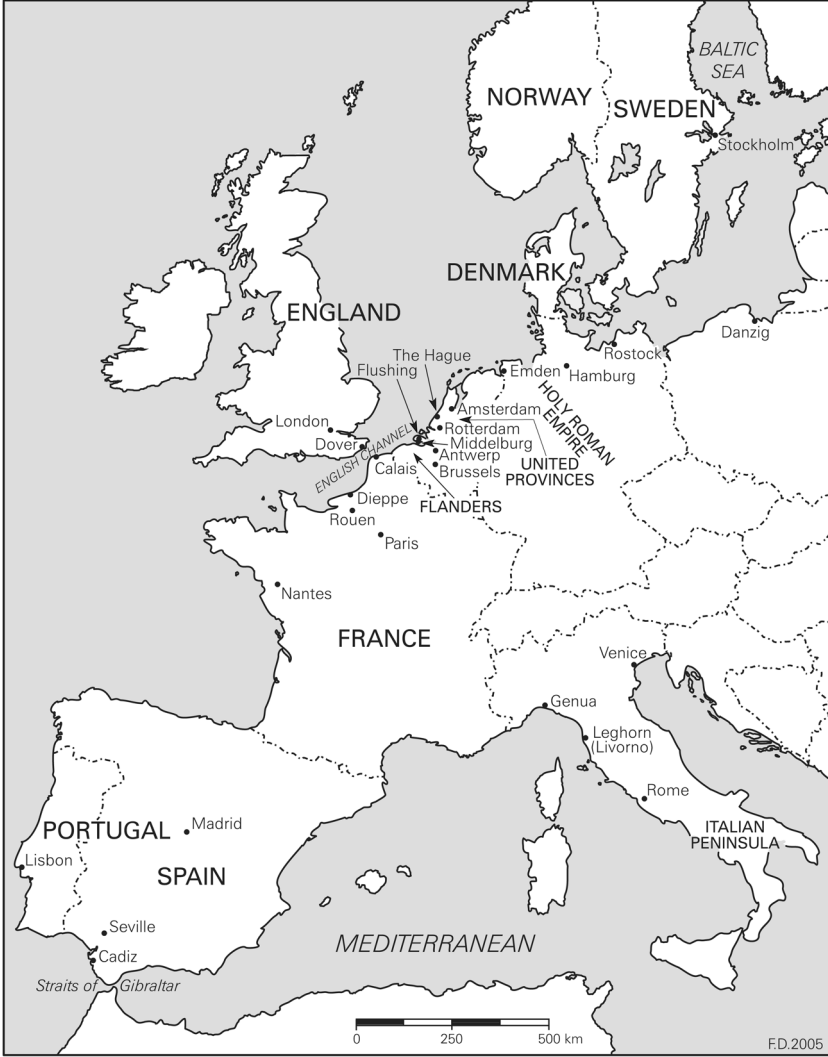 BALTIC
SEA
NORWAY
SWEDEN
Stockholm
DENMARK
ENGLAND
Danzig
The Hague
Rostock
Flushing
Emden
Hamburg
HOLY ROMAN
EMPIRE
Amsterdam
London
Rotterdam
Dover
ENGLISH CHANNEL
Middelburg
Antwerp
Calais
Brussels
UNITED
PROVINCES
Dieppe
FLANDERS
Rouen
Paris
Nantes
FRANCE
Venice
Genua
Leghorn
(Livorno)
Rome
PORTUGAL
Madrid
ITALIAN
PENINSULA
Lisbon
SPAIN
Seville
MEDITERRANEAN
Cadiz
Straits of Gibraltar
0 250 500 km
F.D.2005